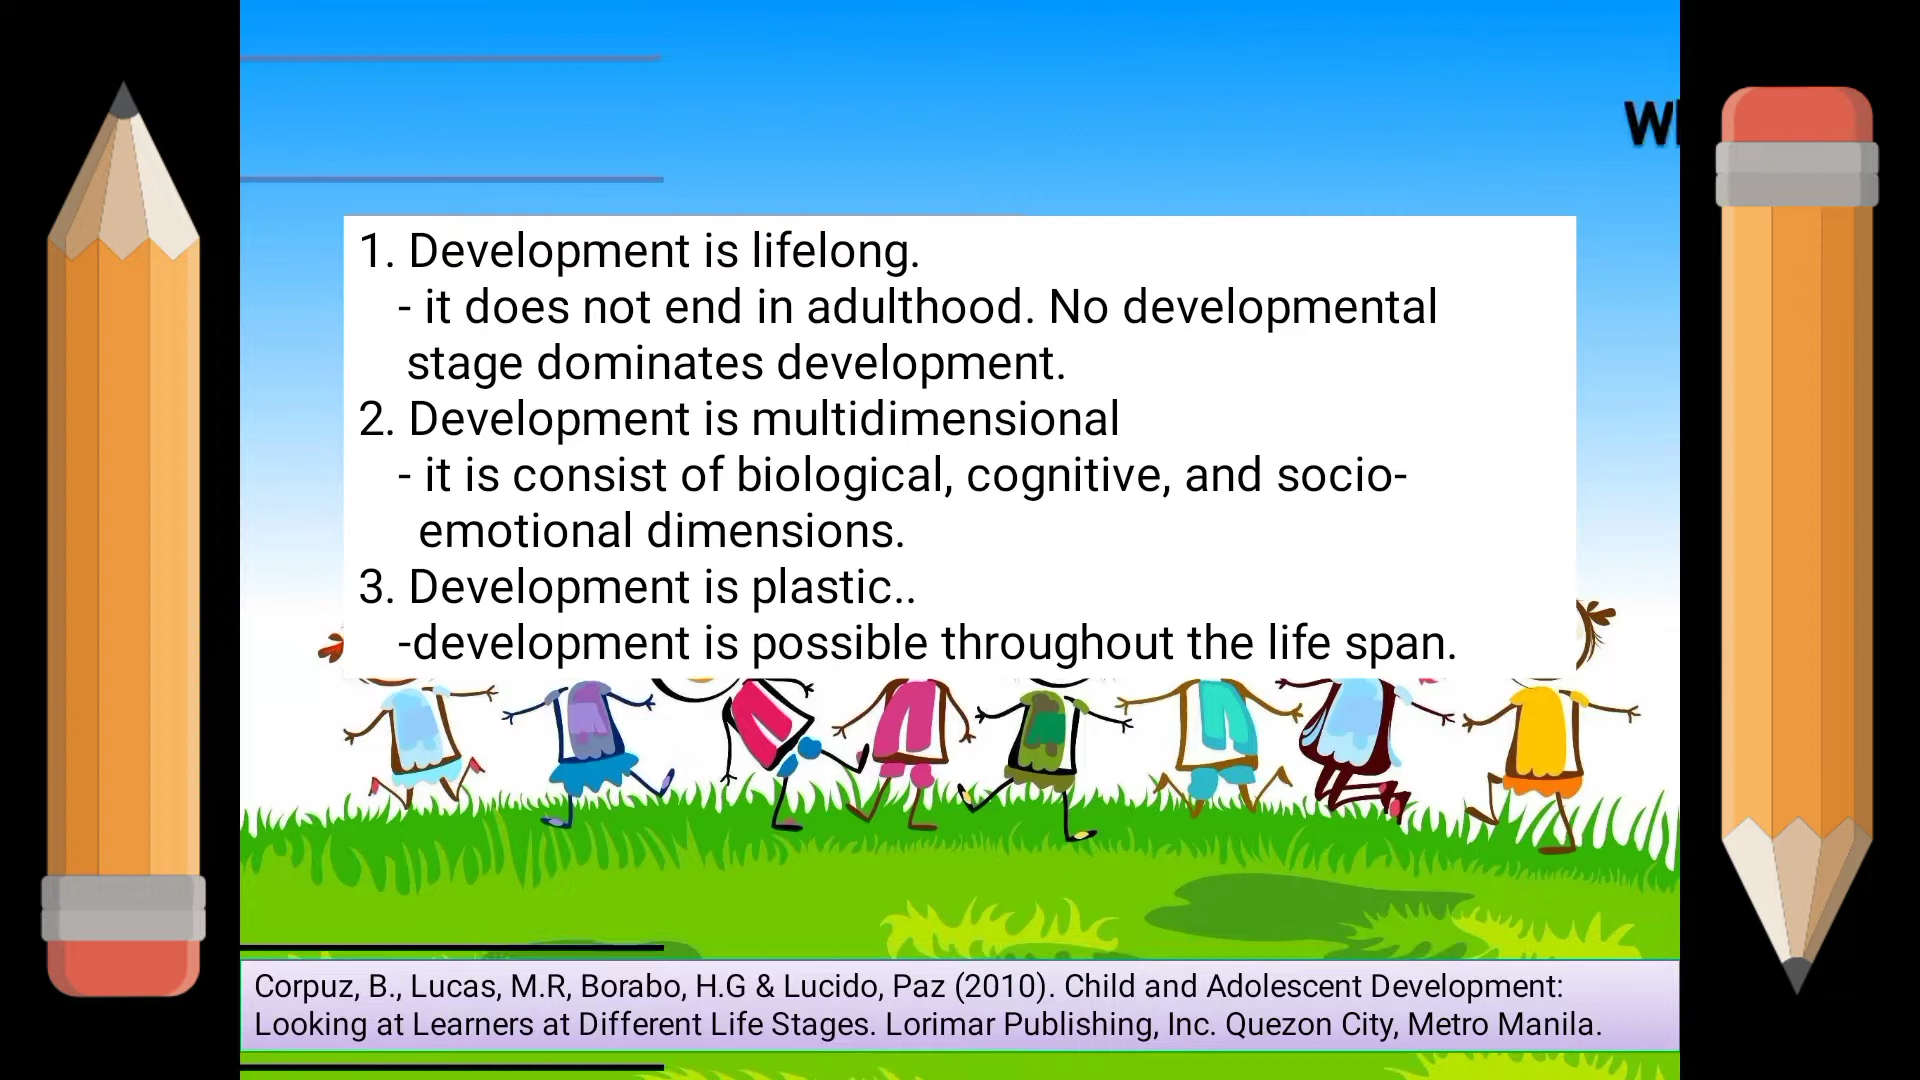 1. Development is lifelong.
- it does not end in adulthood. No developmental
stage dominates development.
2. Development is multidimensional
- it is consist of biological, cognitive, and socio-
emotional dimensions.
3. Development is plastic..
-development is possible throughout the life span.
Corpuz, B., Lucas, M.R, Borabo, H.G & Lucido, Paz (2010). Child and Adolescent Development:
Looking at Learners at Different Life Stages. Lorimar Publishing, Inc. Quezon City, Metro Manila.